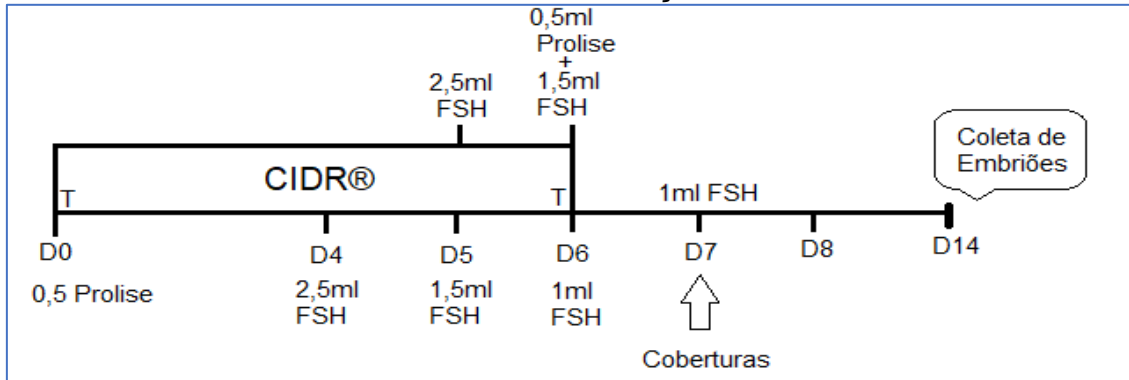 0,5ml
Prolise
+
2,5ml
FSH
1,5ml
FSH
Coleta de
Embriões
CIDR®
T
T
1ml FSH
D0
D4
D5
D6
D7
D8
D14
0,5 Prolise
2,5ml
FSH
1,5ml
FSH
1ml
FSH
Coberturas